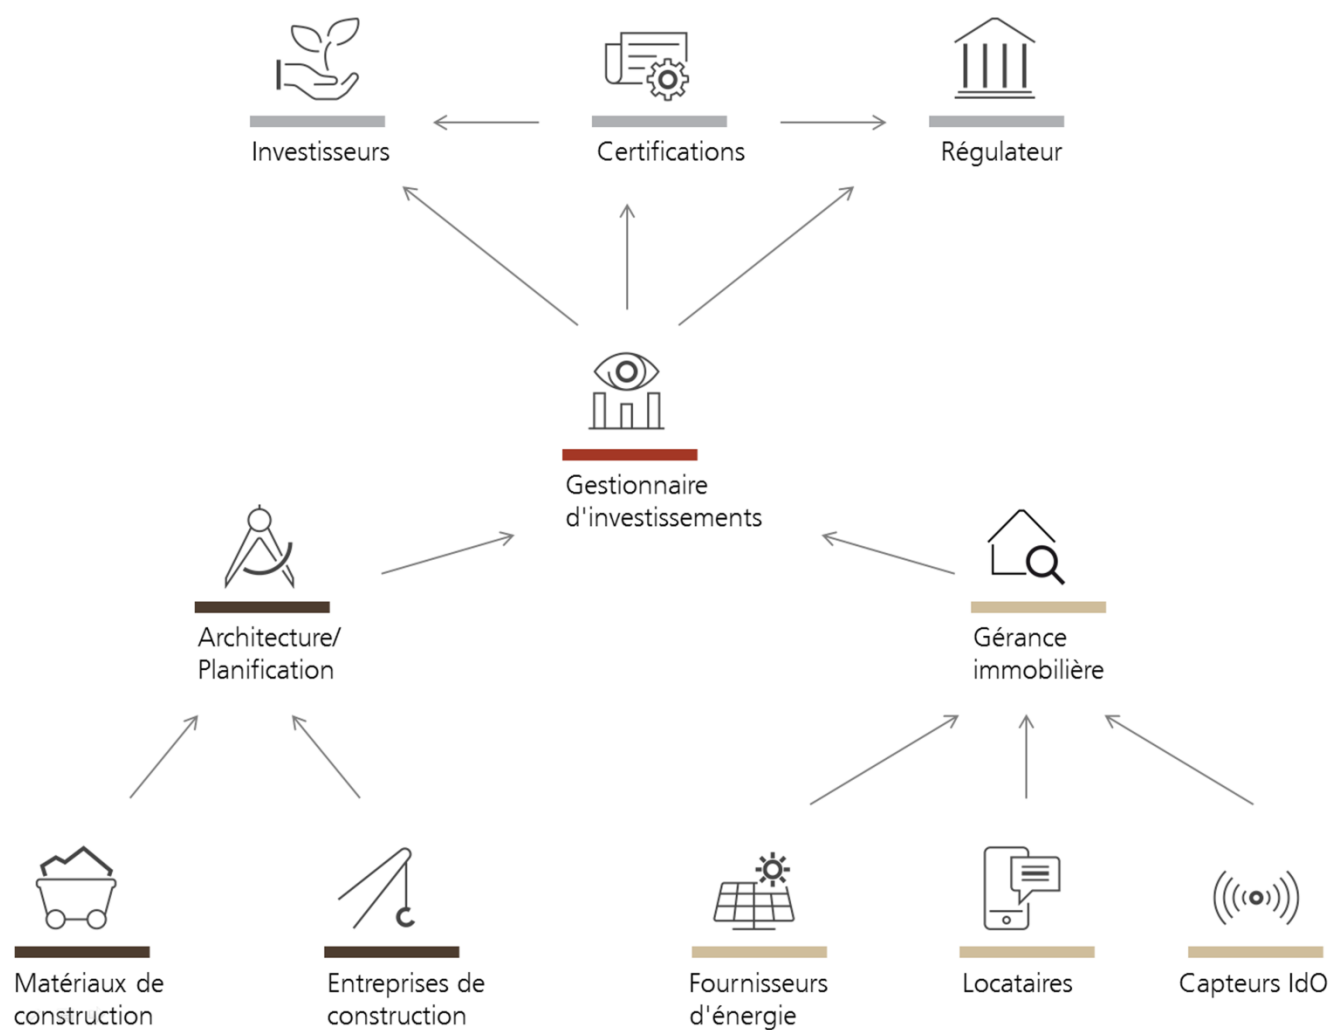 Investisseurs
Certifications
Régulateur
Gestionnaire
d'investissements
Architecture/
Planification
Gérance
immobilière
Matériaux de
construction
Entreprises de
construction
Fournisseurs
d'énergie
Locataires
Capteurs IdO